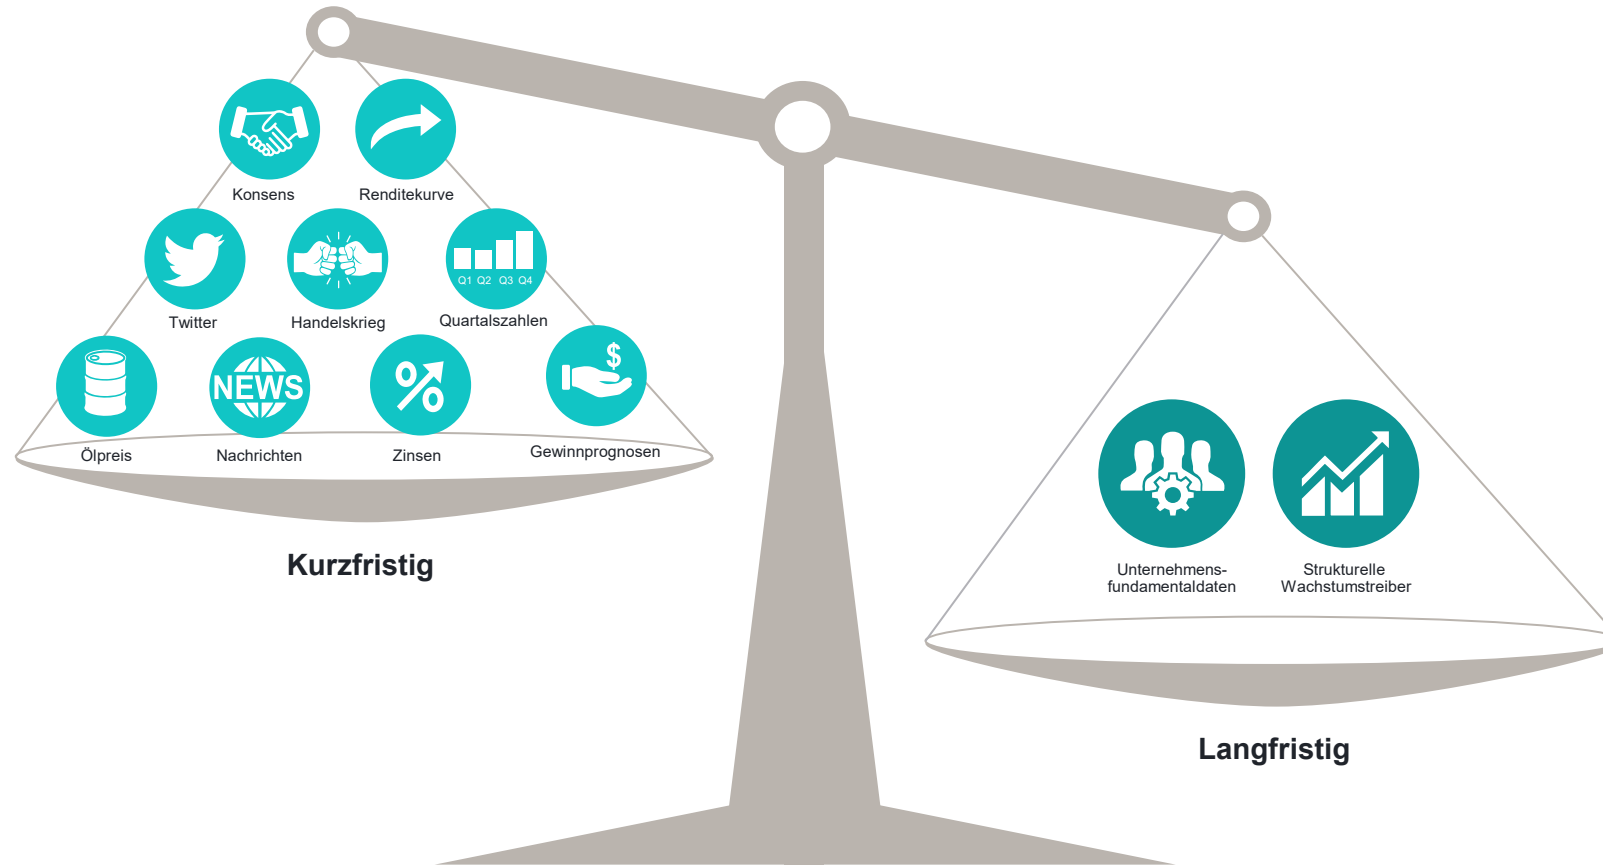 Konsens
Renditekurve
Q1 Q2 Q3 Q4
Twitter
Handelskrieg
Quartalszahlen
$
NEWS
%
Ölpreis
Nachrichten
Zinsen
Gewinnprognosen
Kurzfristig
Unternehmens-
fundamentaldaten
Strukturelle
Wachstumstreiber
Langfristig